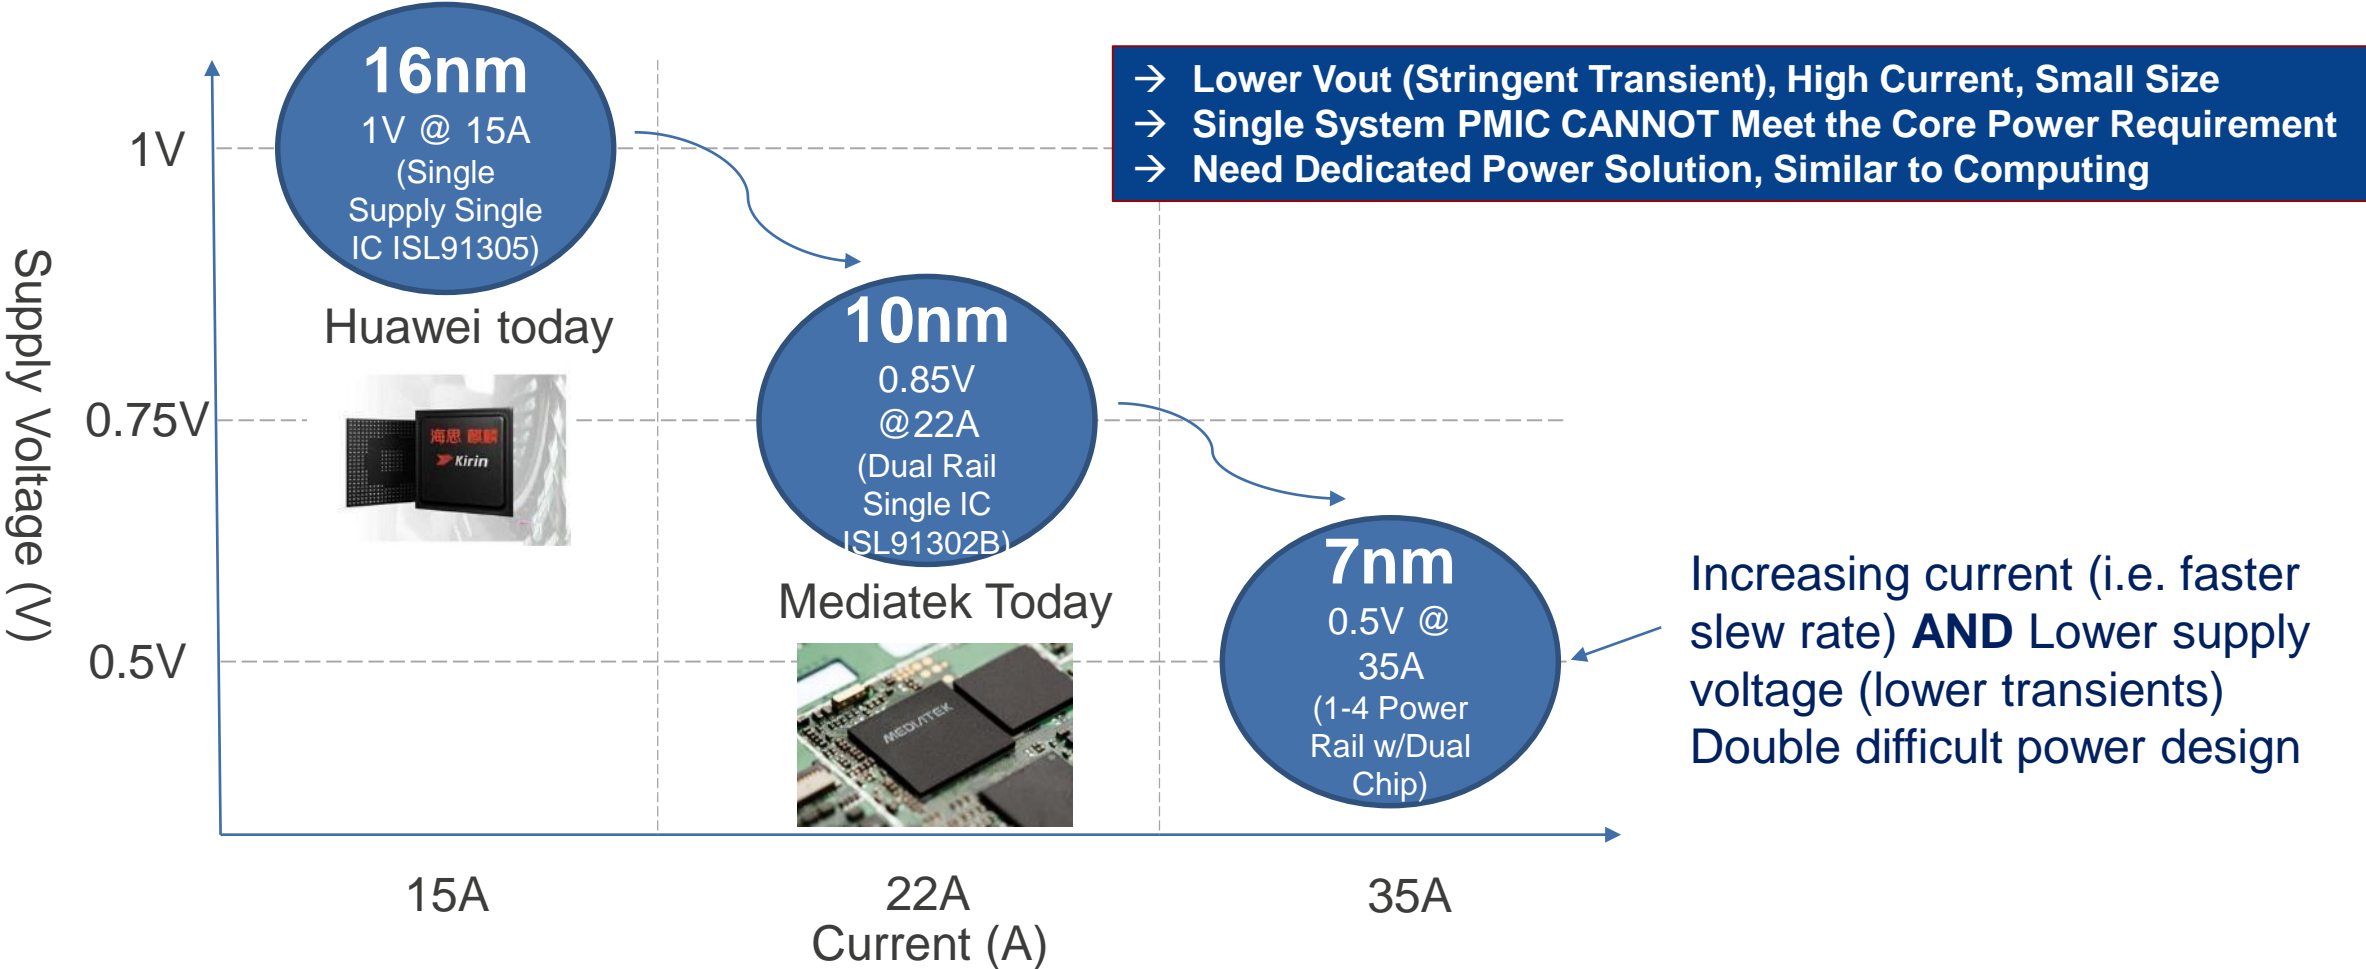 16nm
1V @ 15A
(Single
Supply Single
IC ISL91305)
→ Lower Vout (Stringent Transient), High Current, Small Size
→ Single System PMIC CANNOT Meet the Core Power Requirement
→ Need Dedicated Power Solution, Similar to Computing
1V
Huawei today
海思 麒麟
Kirin
10nm
0.85V
@22A
(Dual Rail
Single IC
ISL91302B)
Mediatek Today
MEDIATEK
0.75V
Supply Voltage (V)
0.5V
7nm
0.5V @
35A
(1-4 Power
Rail w/Dual
Chip)
Increasing current (i.e. faster
slew rate) AND Lower supply
voltage (lower transients)
Double difficult power design
15A
22A
35A
Current (A)